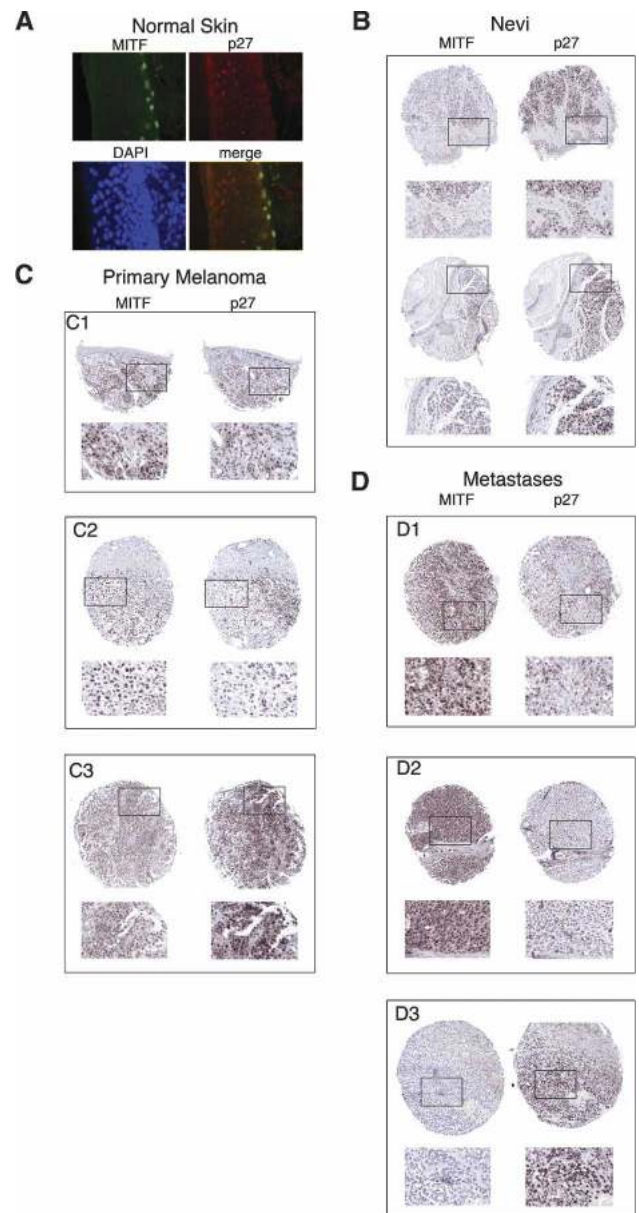 A
Normal Skin
MITF p27
DAPI merge
B
Nevi
MITF p27
C
Primary Melanoma
MITF p27
C1
C2
C3
D
Metastases
MITF p27
D1
D2
D3